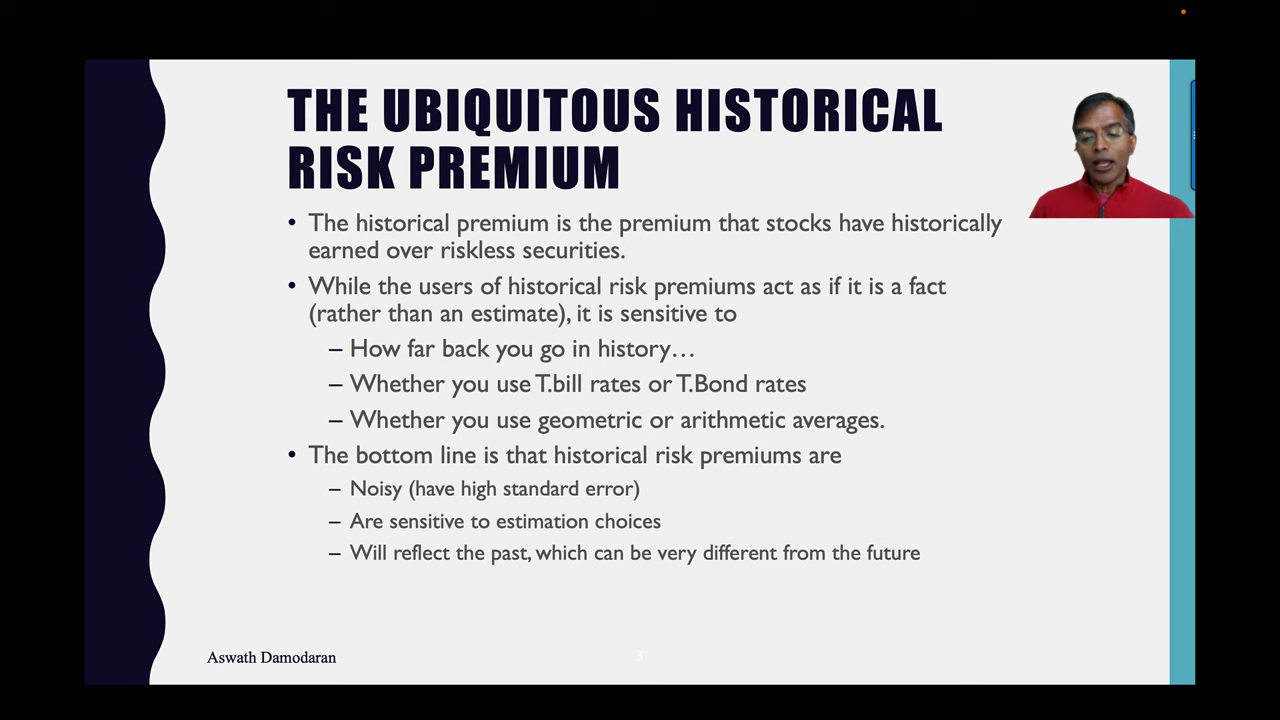 THE UBIQUITOUS HISTORICAL
RISK PREMIUM
• The historical premium is the premium that stocks have historically
earned over riskless securities.
• While the users of historical risk premiums act as if it is a fact
(rather than an estimate), it is sensitive to
– How far back you go in history…
– Whether you use T.bill rates or T.Bond rates
– Whether you use geometric or arithmetic averages.
• The bottom line is that historical risk premiums are
– Noisy (have high standard error)
– Are sensitive to estimation choices
– Will reflect the past, which can be very different from the future
Aswath Damodaran
3